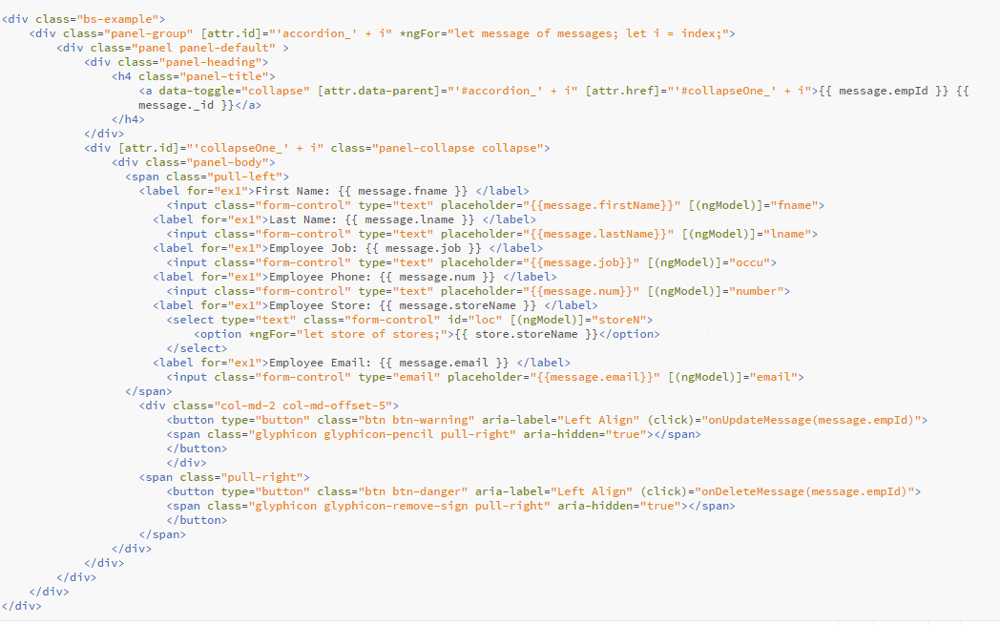 <div class="bs-example">
<div class="panel-group" [attr.id]="'accordion_' + i" *ngFor="let message of messages; let i = index;">
<div class="panel panel-default" >
<div class="panel-heading">
<h4 class="panel-title">
<a data-toggle="collapse" [attr.data-parent]="'#accordion_' + i" [attr.href]="'#collapseOne_' + i">{{ message.empId }} {{
message._id }}</a>
</h4>
</div>
<div [attr.id]="'collapseOne_' + i" class="panel-collapse collapse">
<div class="panel-body">
<span class="pull-left">
<label for="ex1">First Name: {{ message.fname }} </label>
<input class="form-control" type="text" placeholder="{{message.firstName}}" [(ngModel)]="fname">
<label for="ex1">Last Name: {{ message.lname }} </label>
<input class="form-control" type="text" placeholder="{{message.lastName}}" [(ngModel)]="lname">
<label for="ex1">Employee Job: {{ message.job }} </label>
<input class="form-control" type="text" placeholder="{{message.job}}" [(ngModel)]="occu">
<label for="ex1">Employee Phone: {{ message.num }} </label>
<input class="form-control" type="text" placeholder="{{message.num}}" [(ngModel)]="number">
<label for="ex1">Employee Store: {{ message.storeName }} </label>
<select type="text" class="form-control" id="loc" [(ngModel)]="storeN">
<option *ngFor="let store of stores;">{{ store.storeName }}</option>
</select>
<label for="ex1">Employee Email: {{ message.email }} </label>
<input class="form-control" type="email" placeholder="{{message.email}}" [(ngModel)]="email">
</span>
<div class="col-md-2 col-md-offset-5">
<button type="button" class="btn btn-warning" aria-label="Left Align" (click)="onUpdateMessage(message.empId)">
<span class="glyphicon glyphicon-pencil pull-right" aria-hidden="true"></span>
</button>
</div>
<span class="pull-right">
<button type="button" class="btn btn-danger" aria-label="Left Align" (click)="onDeleteMessage(message.empId)">
<span class="glyphicon glyphicon-remove-sign pull-right" aria-hidden="true"></span>
</button>
</span>
</div>
</div>
</div>
</div>
</div>